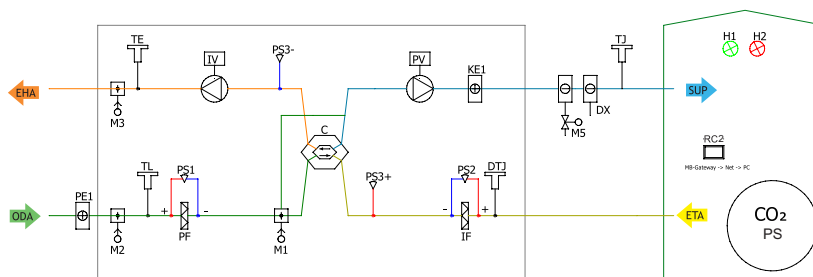 TE
IV
PS3-
PV
KE1
TJ
H1
H2
EHA
SUP
M3
C
M5
DX
RC2
MB-Gateway -> Net -> PC
TL
PS1
PS3+
PS2
DTJ
PE1
ODA
+
-
-
+
ETA
M2
PF
M1
IF
CO₂
PS